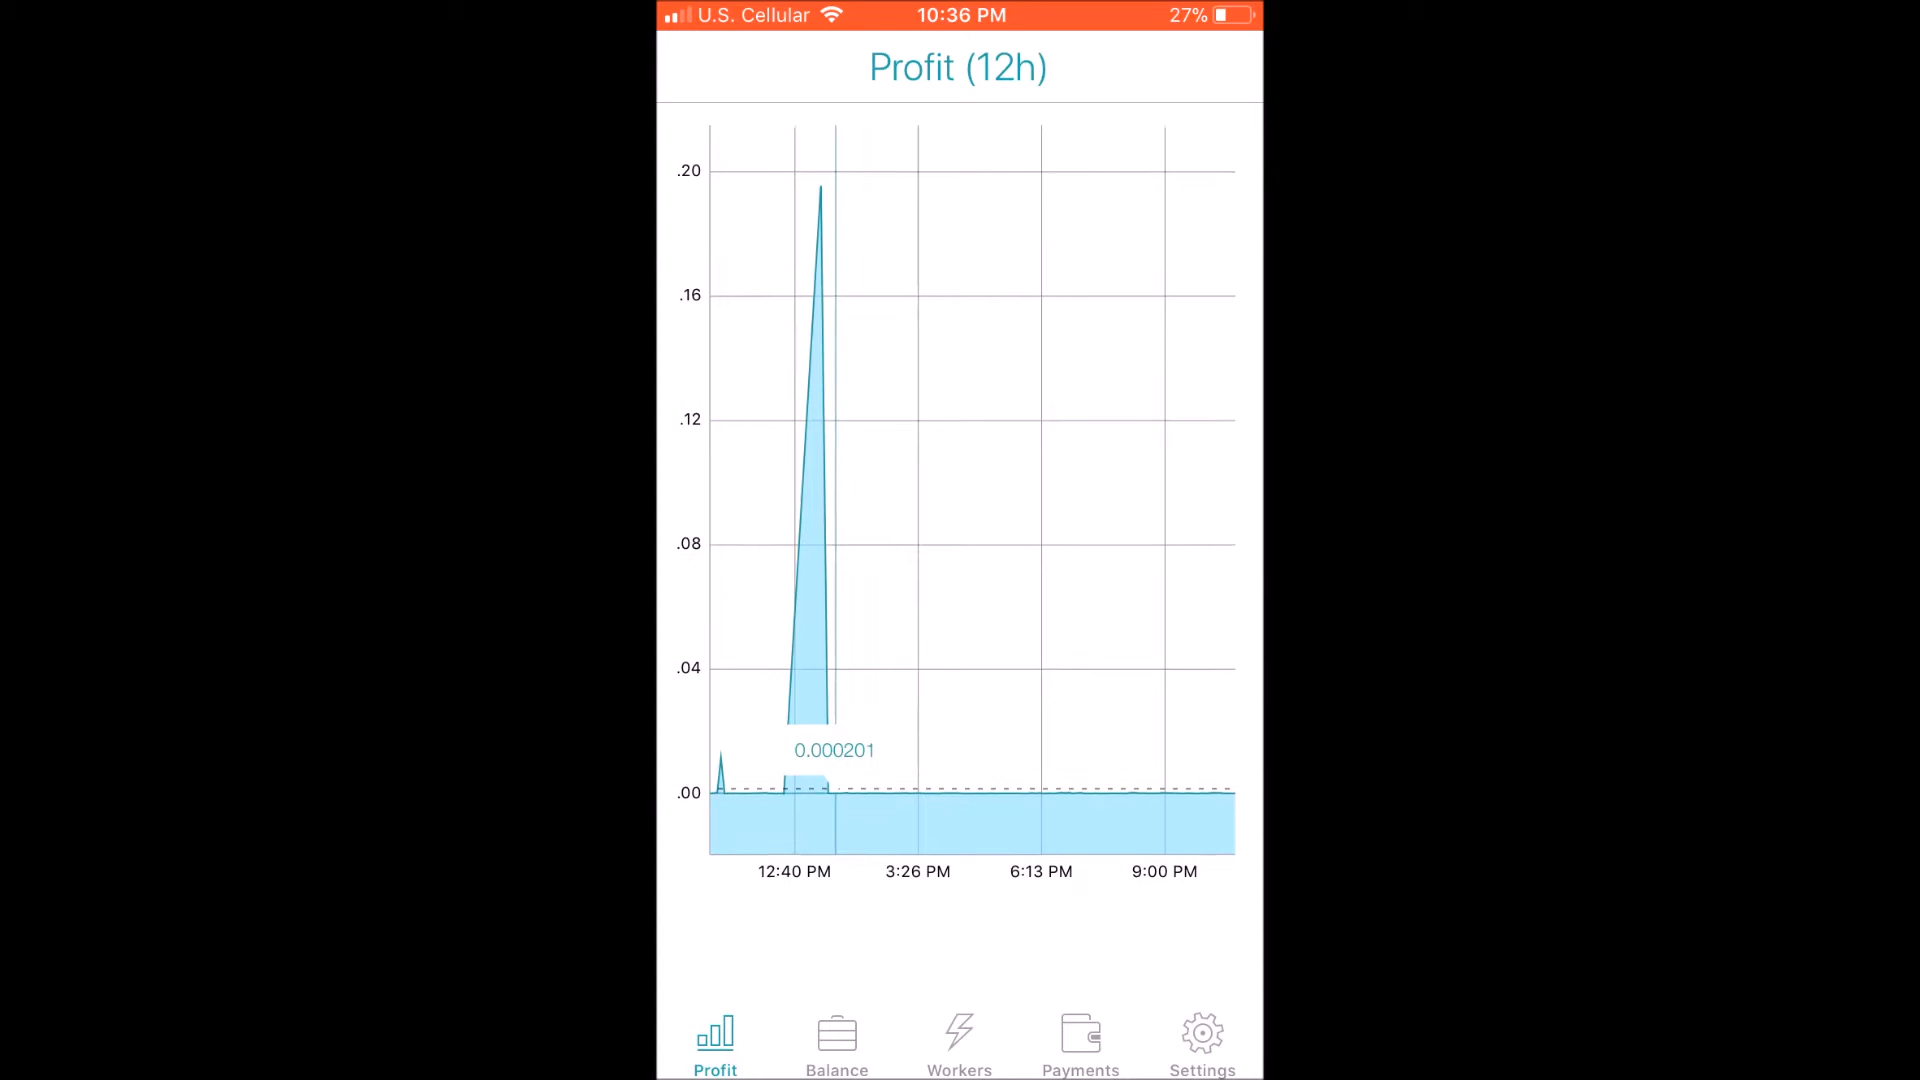 U.S. Cellular 10:36 PM 27%
Profit (12h)
.20
.16
.12
.08
.04
0.000201
.00
12:40 PM 3:26 PM 6:13 PM 9:00 PM
Profit Balance Workers Payments Settings